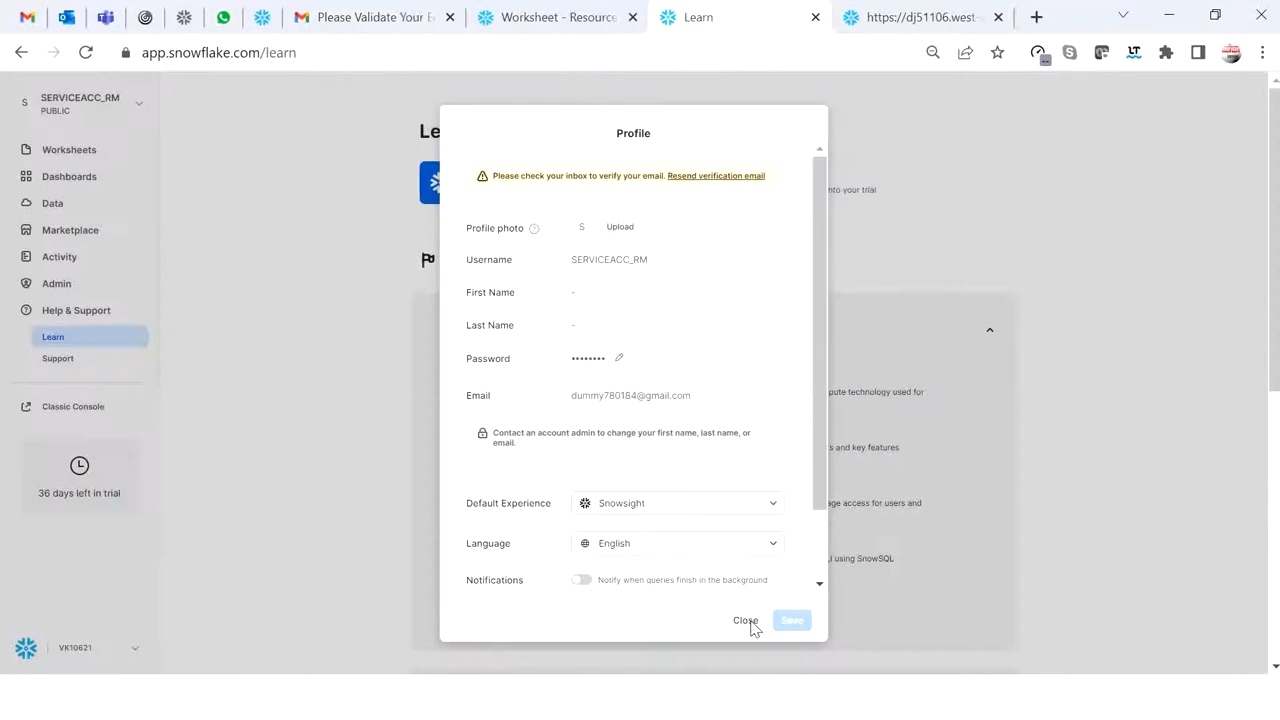 Please Validate Your E
Worksheet - Resource
Learn
https://dj51106.west-
app.snowflake.com/learn
LT
S SERVICEACC_RM
PUBLIC
Worksheets
Dashboards
Data
Marketplace
Activity
Admin
Help & Support
Learn
Support
Classic Console
36 days left in trial
VK10621
Le
nto your trial
pute technology used for
s and key features
age access for users and
I using SnowSQL
Profile
Please check your inbox to verify your email. Resend verification email
Profile photo S Upload
Username SERVICEACC_RM
First Name -
Last Name -
Password ••••••••
Email dummy780184@gmail.com
Contact an account admin to change your first name, last name, or
email.
Default Experience Snowsight
Language English
Notifications Notify when queries finish in the background
Close Save